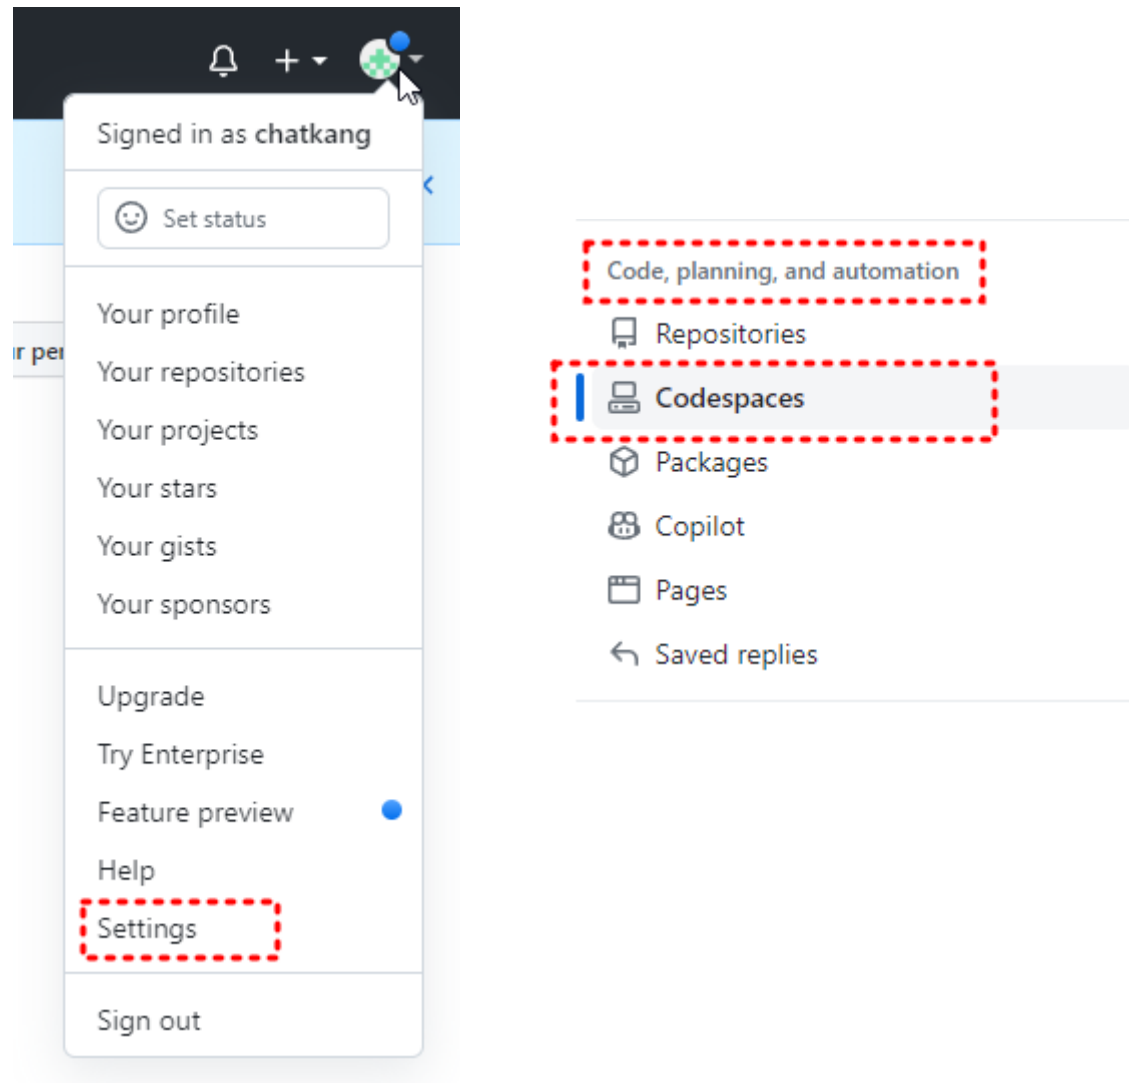 Signed in as chatkang
Set status
r per
Your profile
Your repositories
Your projects
Your stars
Your gists
Your sponsors
Upgrade
Try Enterprise
Feature preview
Help
Settings
Sign out
Code, planning, and automation
Repositories
Codespaces
Packages
Copilot
Pages
Saved replies